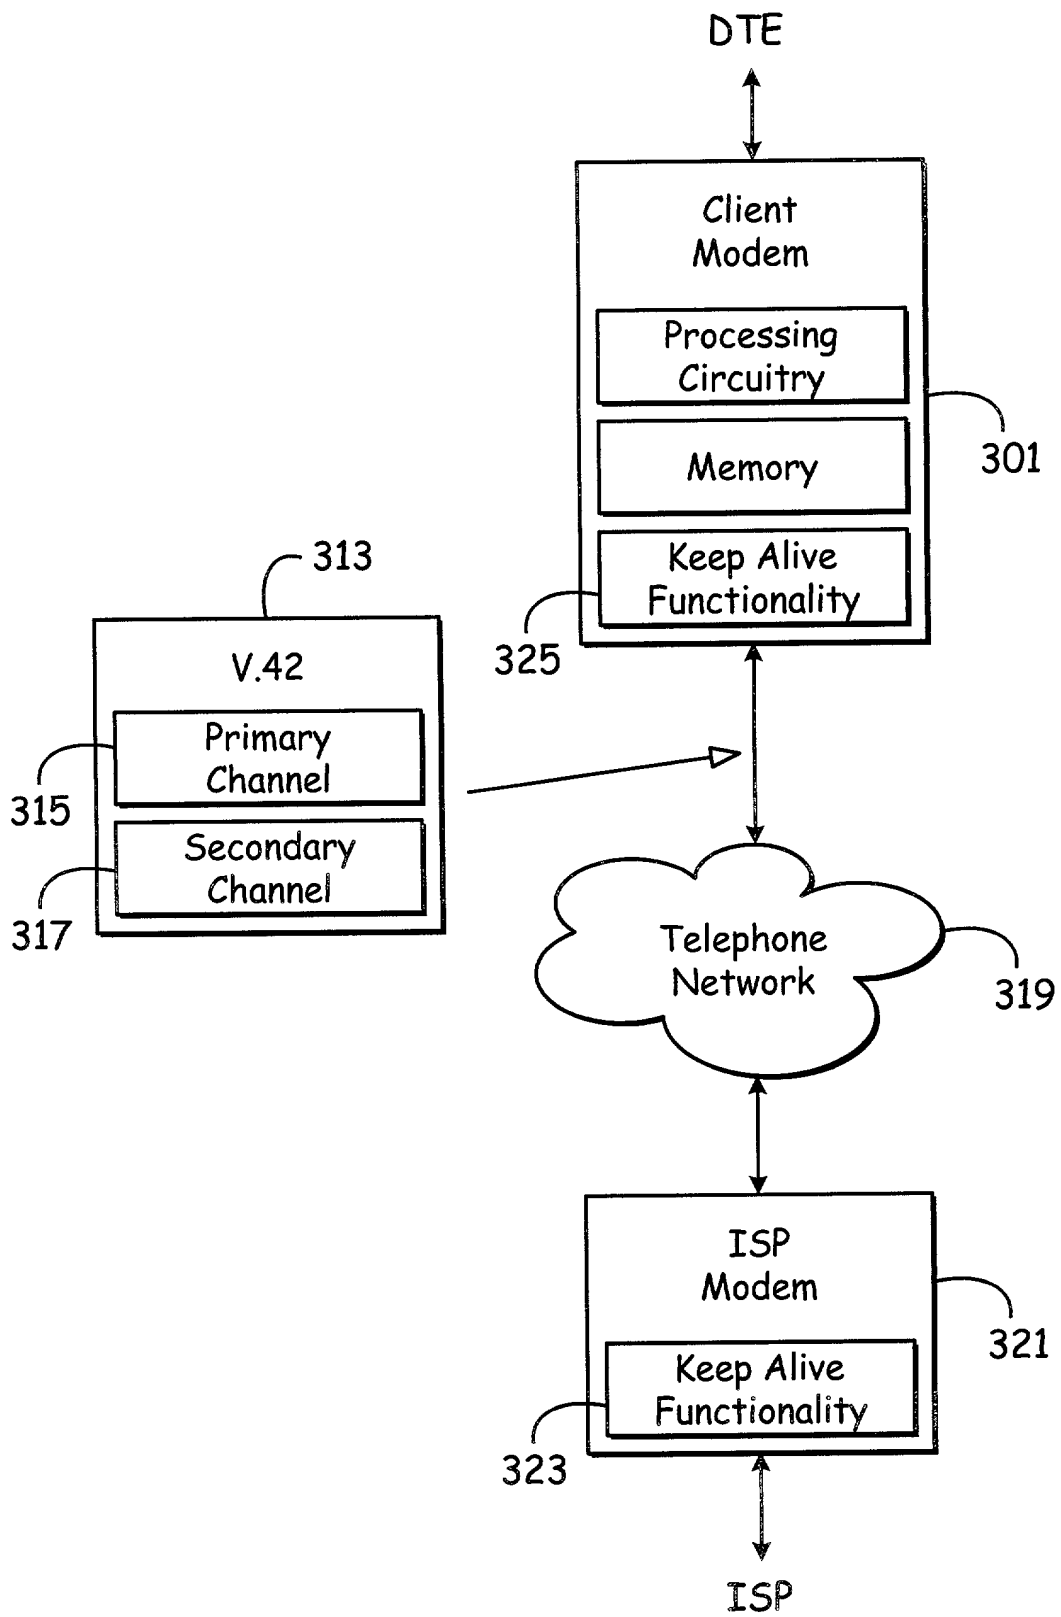 DTE
Client
Modem
Processing
Circuitry
301
Memory
Keep Alive
Functionality
325
313
V.42
Primary
Channel
315
Secondary
Channel
317
Telephone
Network
319
ISP
Modem
321
Keep Alive
Functionality
323
ISP